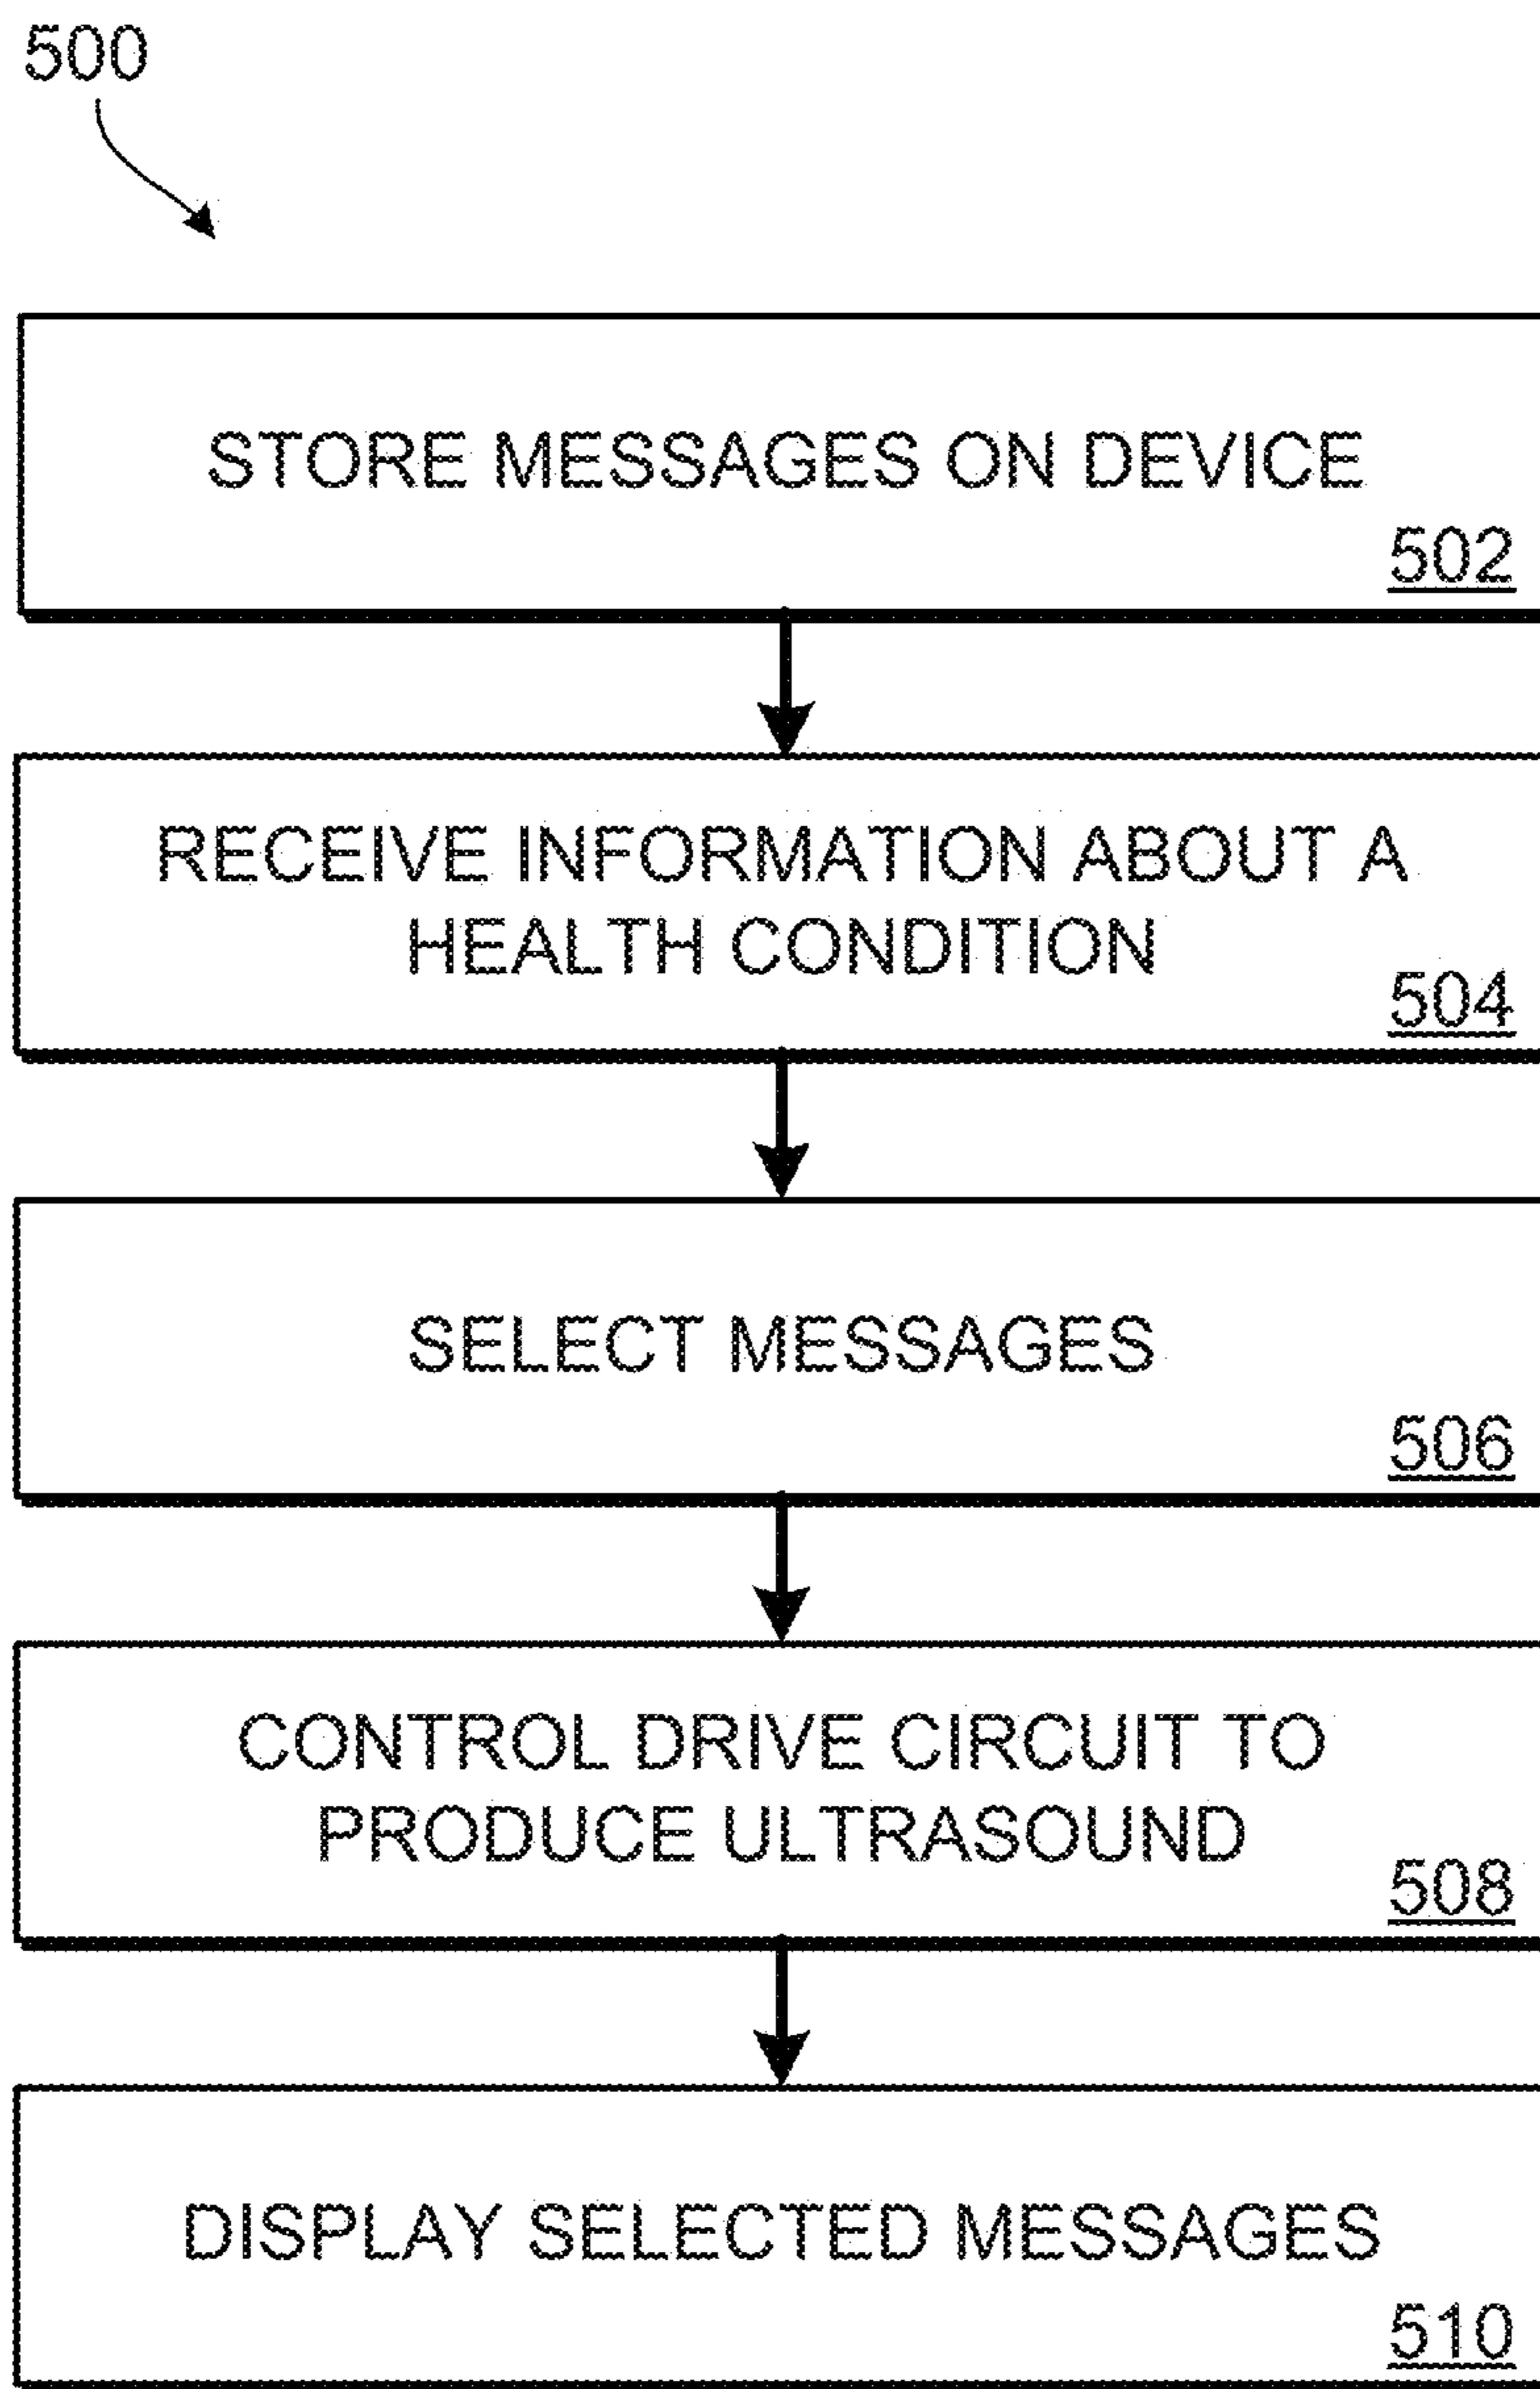 500
STORE MESSAGES ON DEVICE
502
RECEIVE INFORMATION ABOUT A
HEALTH CONDITION
504
SELECT MESSAGES
506
CONTROL DRIVE CIRCUIT TO
PRODUCE ULTRASOUND
508
DISPLAY SELECTED MESSAGES
510